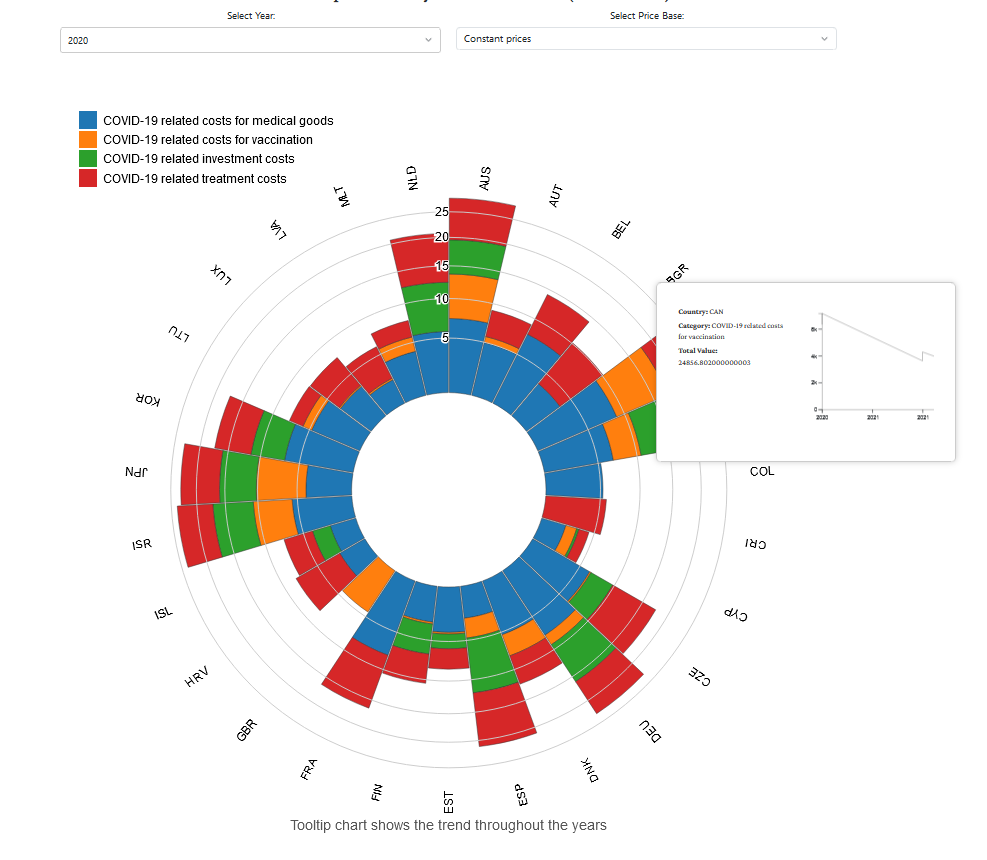 Select Year:
Select Price Base:
2020
Constant prices
COVID-19 related costs for medical goods
COVID-19 related costs for vaccination
COVID-19 related investment costs
COVID-19 related treatment costs
NLD
AUS
MLT
AUT
LVA
BEL
LUX
BGR
25
20
15
10
5
LTU
KOR
JPN
ISR
ISL
HRV
GBR
FRA
FIN
EST
ESP
DNK
DEU
CZE
CYP
CRI
COL
Country: CAN
Category: COVID-19 related costs
for vaccination
Total Value:
24856.802000000003
6k
4k
2k
0
2020
2021
2021
Tooltip chart shows the trend throughout the years